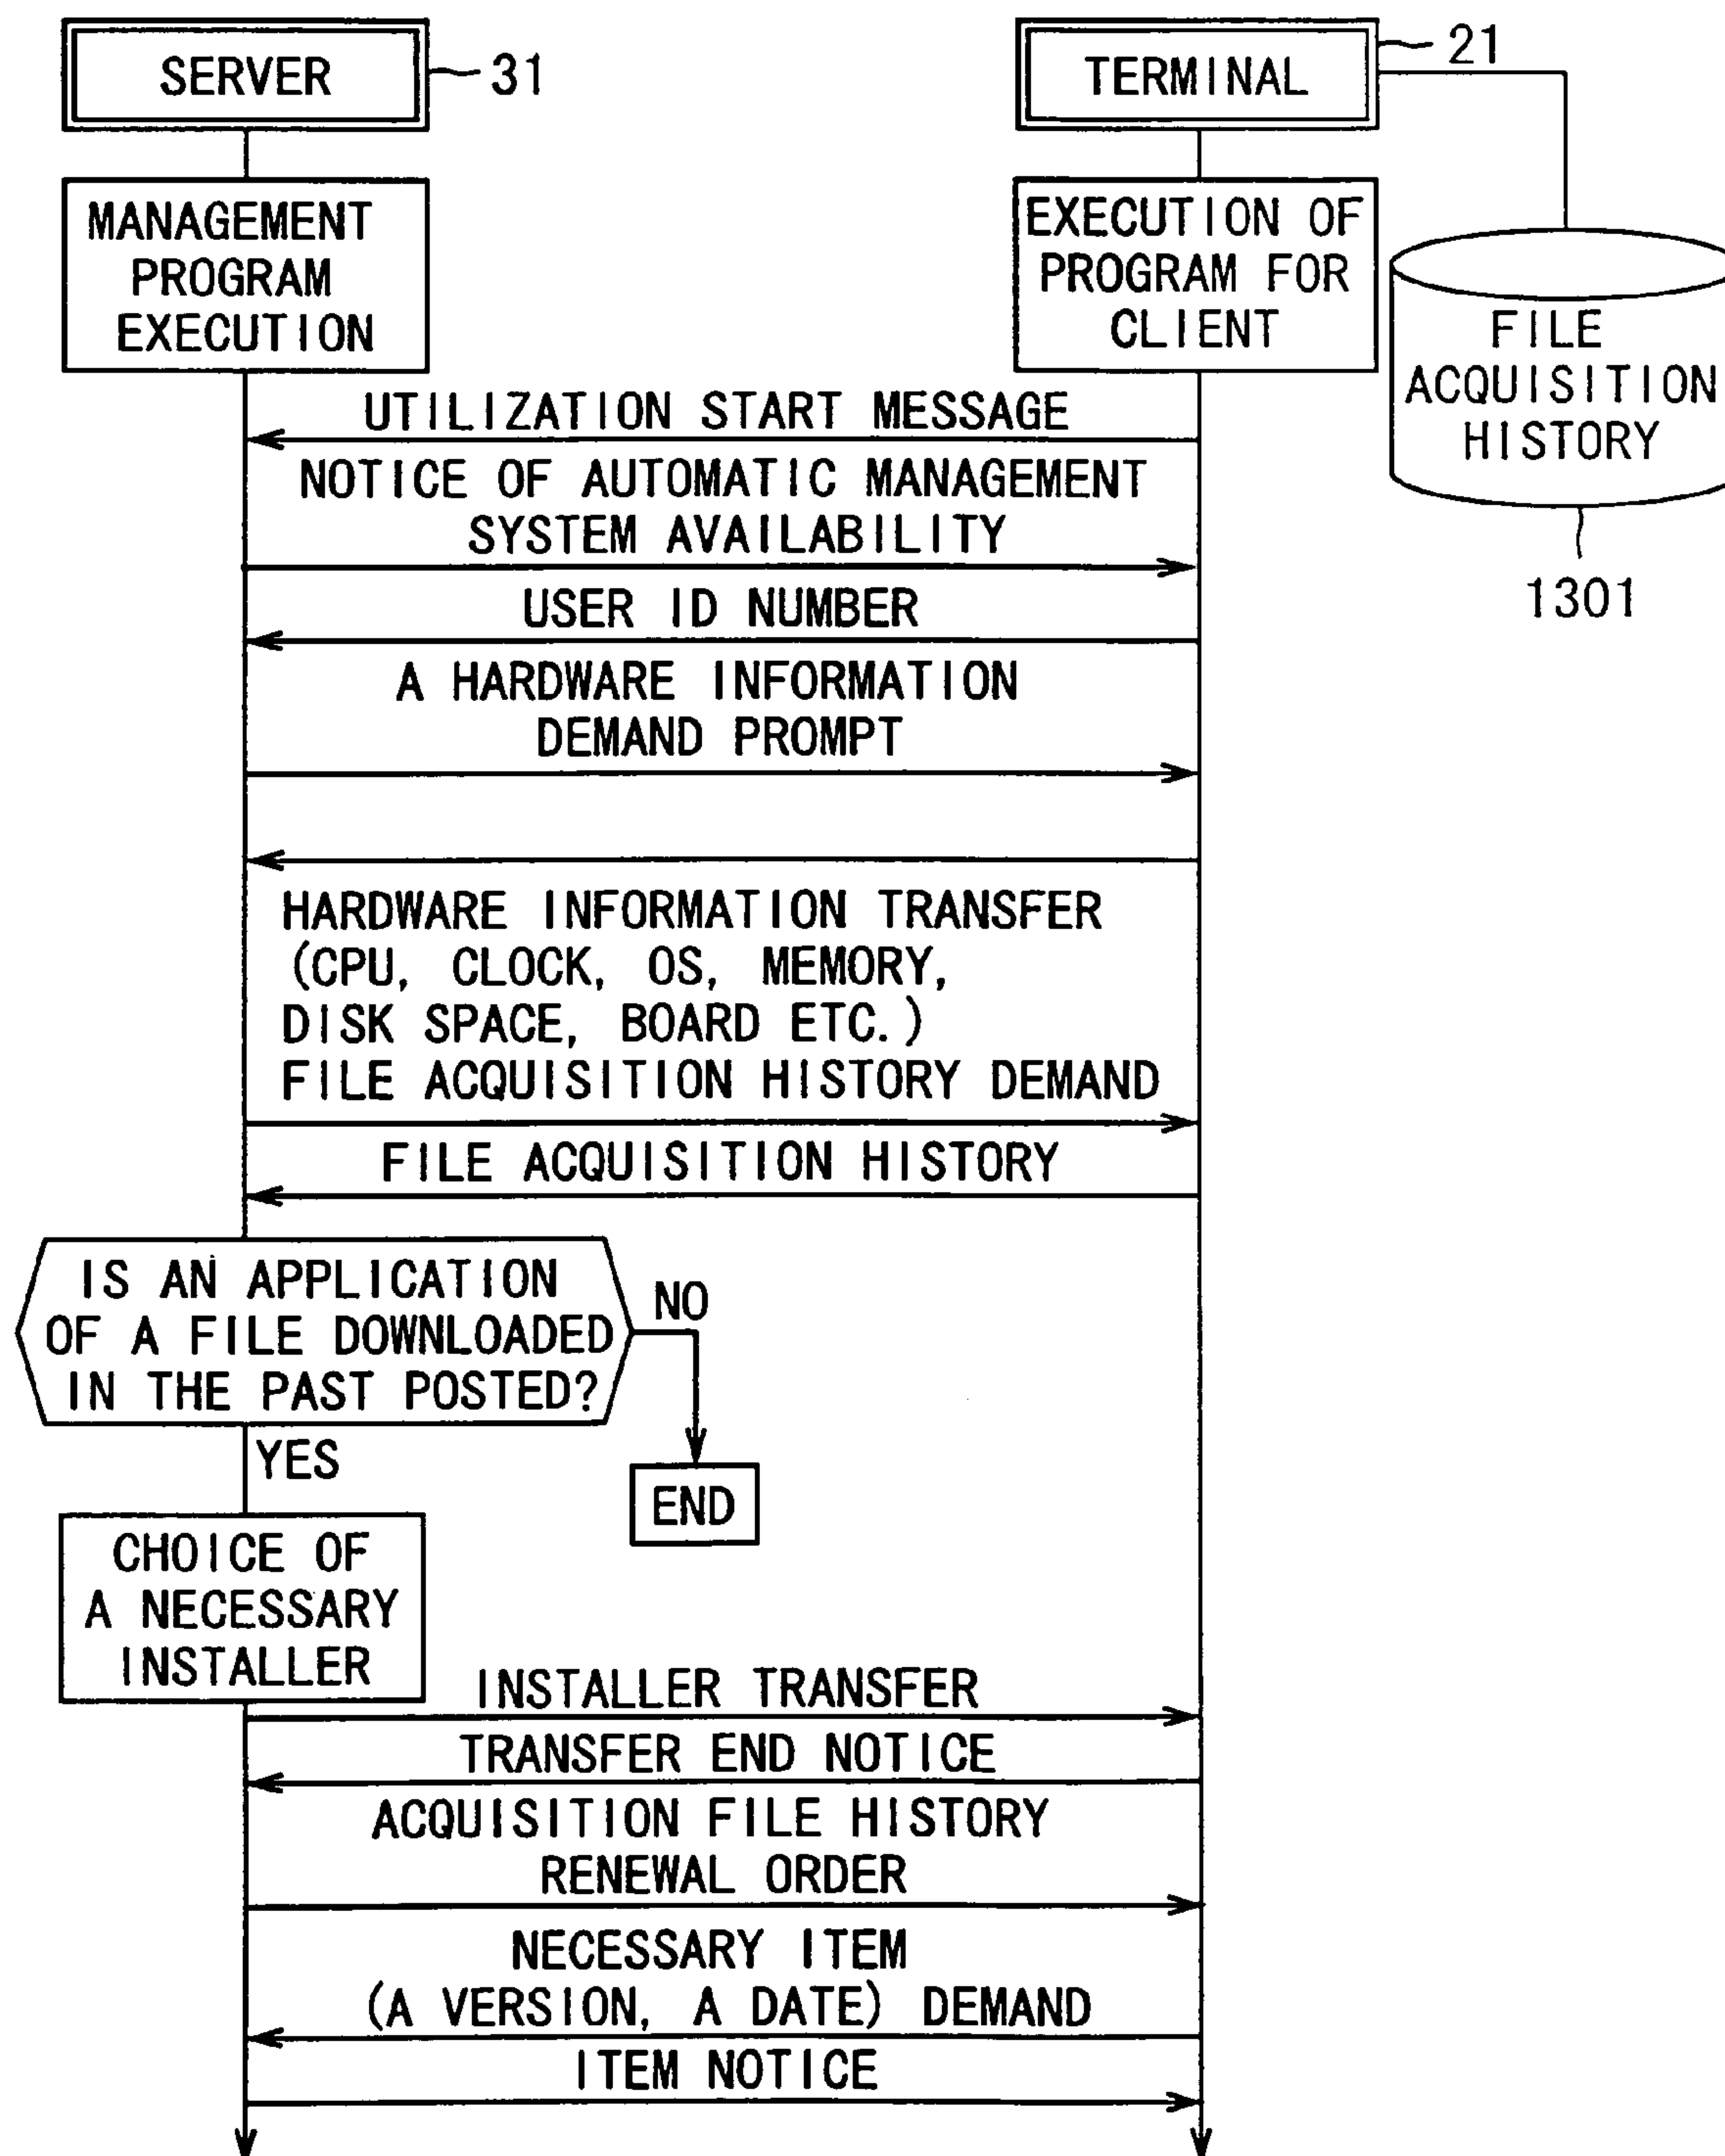 SERVER
31
TERMINAL
21
MANAGEMENT
PROGRAM
EXECUTION
EXECUTION OF
PROGRAM FOR
CLIENT
FILE
ACQUISITION
HISTORY
1301
UTILIZATION START MESSAGE
NOTICE OF AUTOMATIC MANAGEMENT
SYSTEM AVAILABILITY
USER ID NUMBER
A HARDWARE INFORMATION
DEMAND PROMPT
HARDWARE INFORMATION TRANSFER
(CPU, CLOCK, OS, MEMORY,
DISK SPACE, BOARD ETC.)
FILE ACQUISITION HISTORY DEMAND
FILE ACQUISITION HISTORY
IS AN APPLICATION
OF A FILE DOWNLOADED
IN THE PAST POSTED?
NO
YES
END
CHOICE OF
A NECESSARY
INSTALLER
INSTALLER TRANSFER
TRANSFER END NOTICE
ACQUISITION FILE HISTORY
RENEWAL ORDER
NECESSARY ITEM
(A VERSION, A DATE) DEMAND
ITEM NOTICE